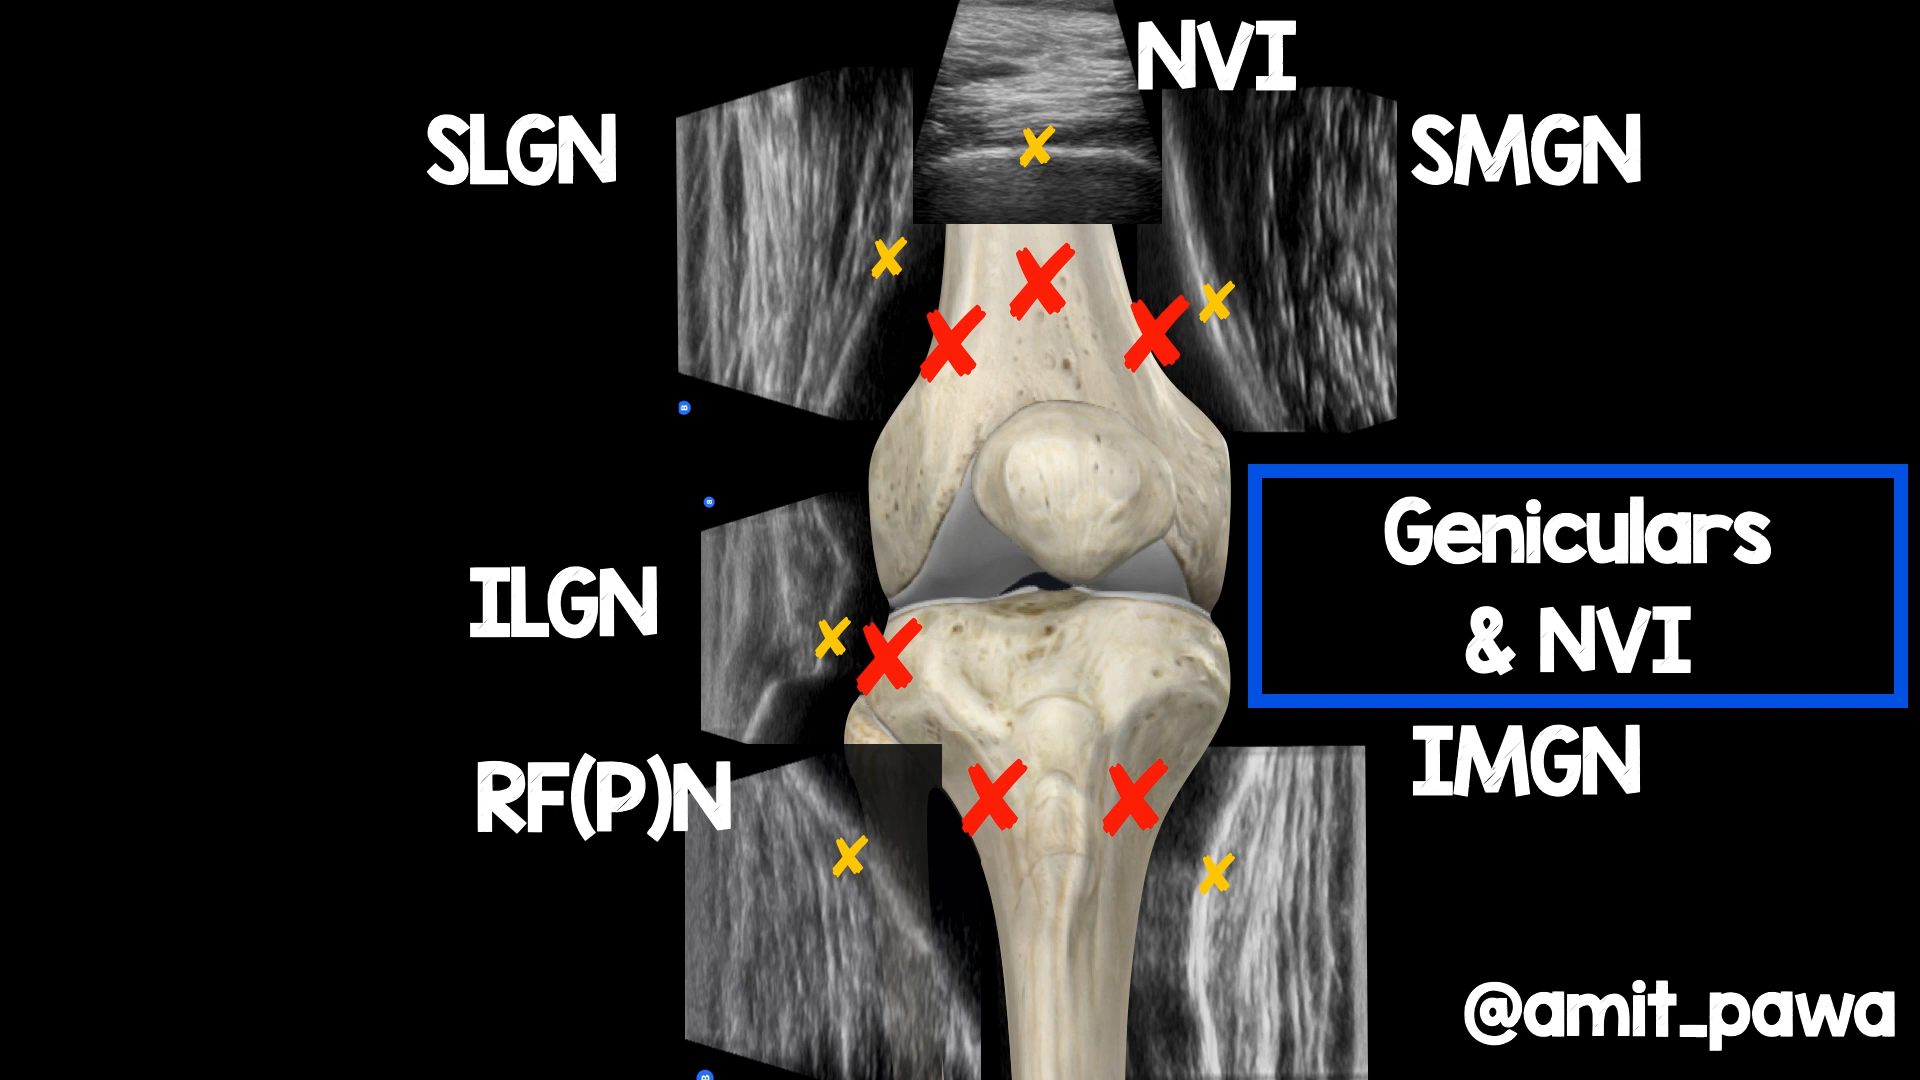 NVI
SLGN
SMGN
Geniculars
& NVI
ILGN
IMGN
RF(P)N
@amit_pawa